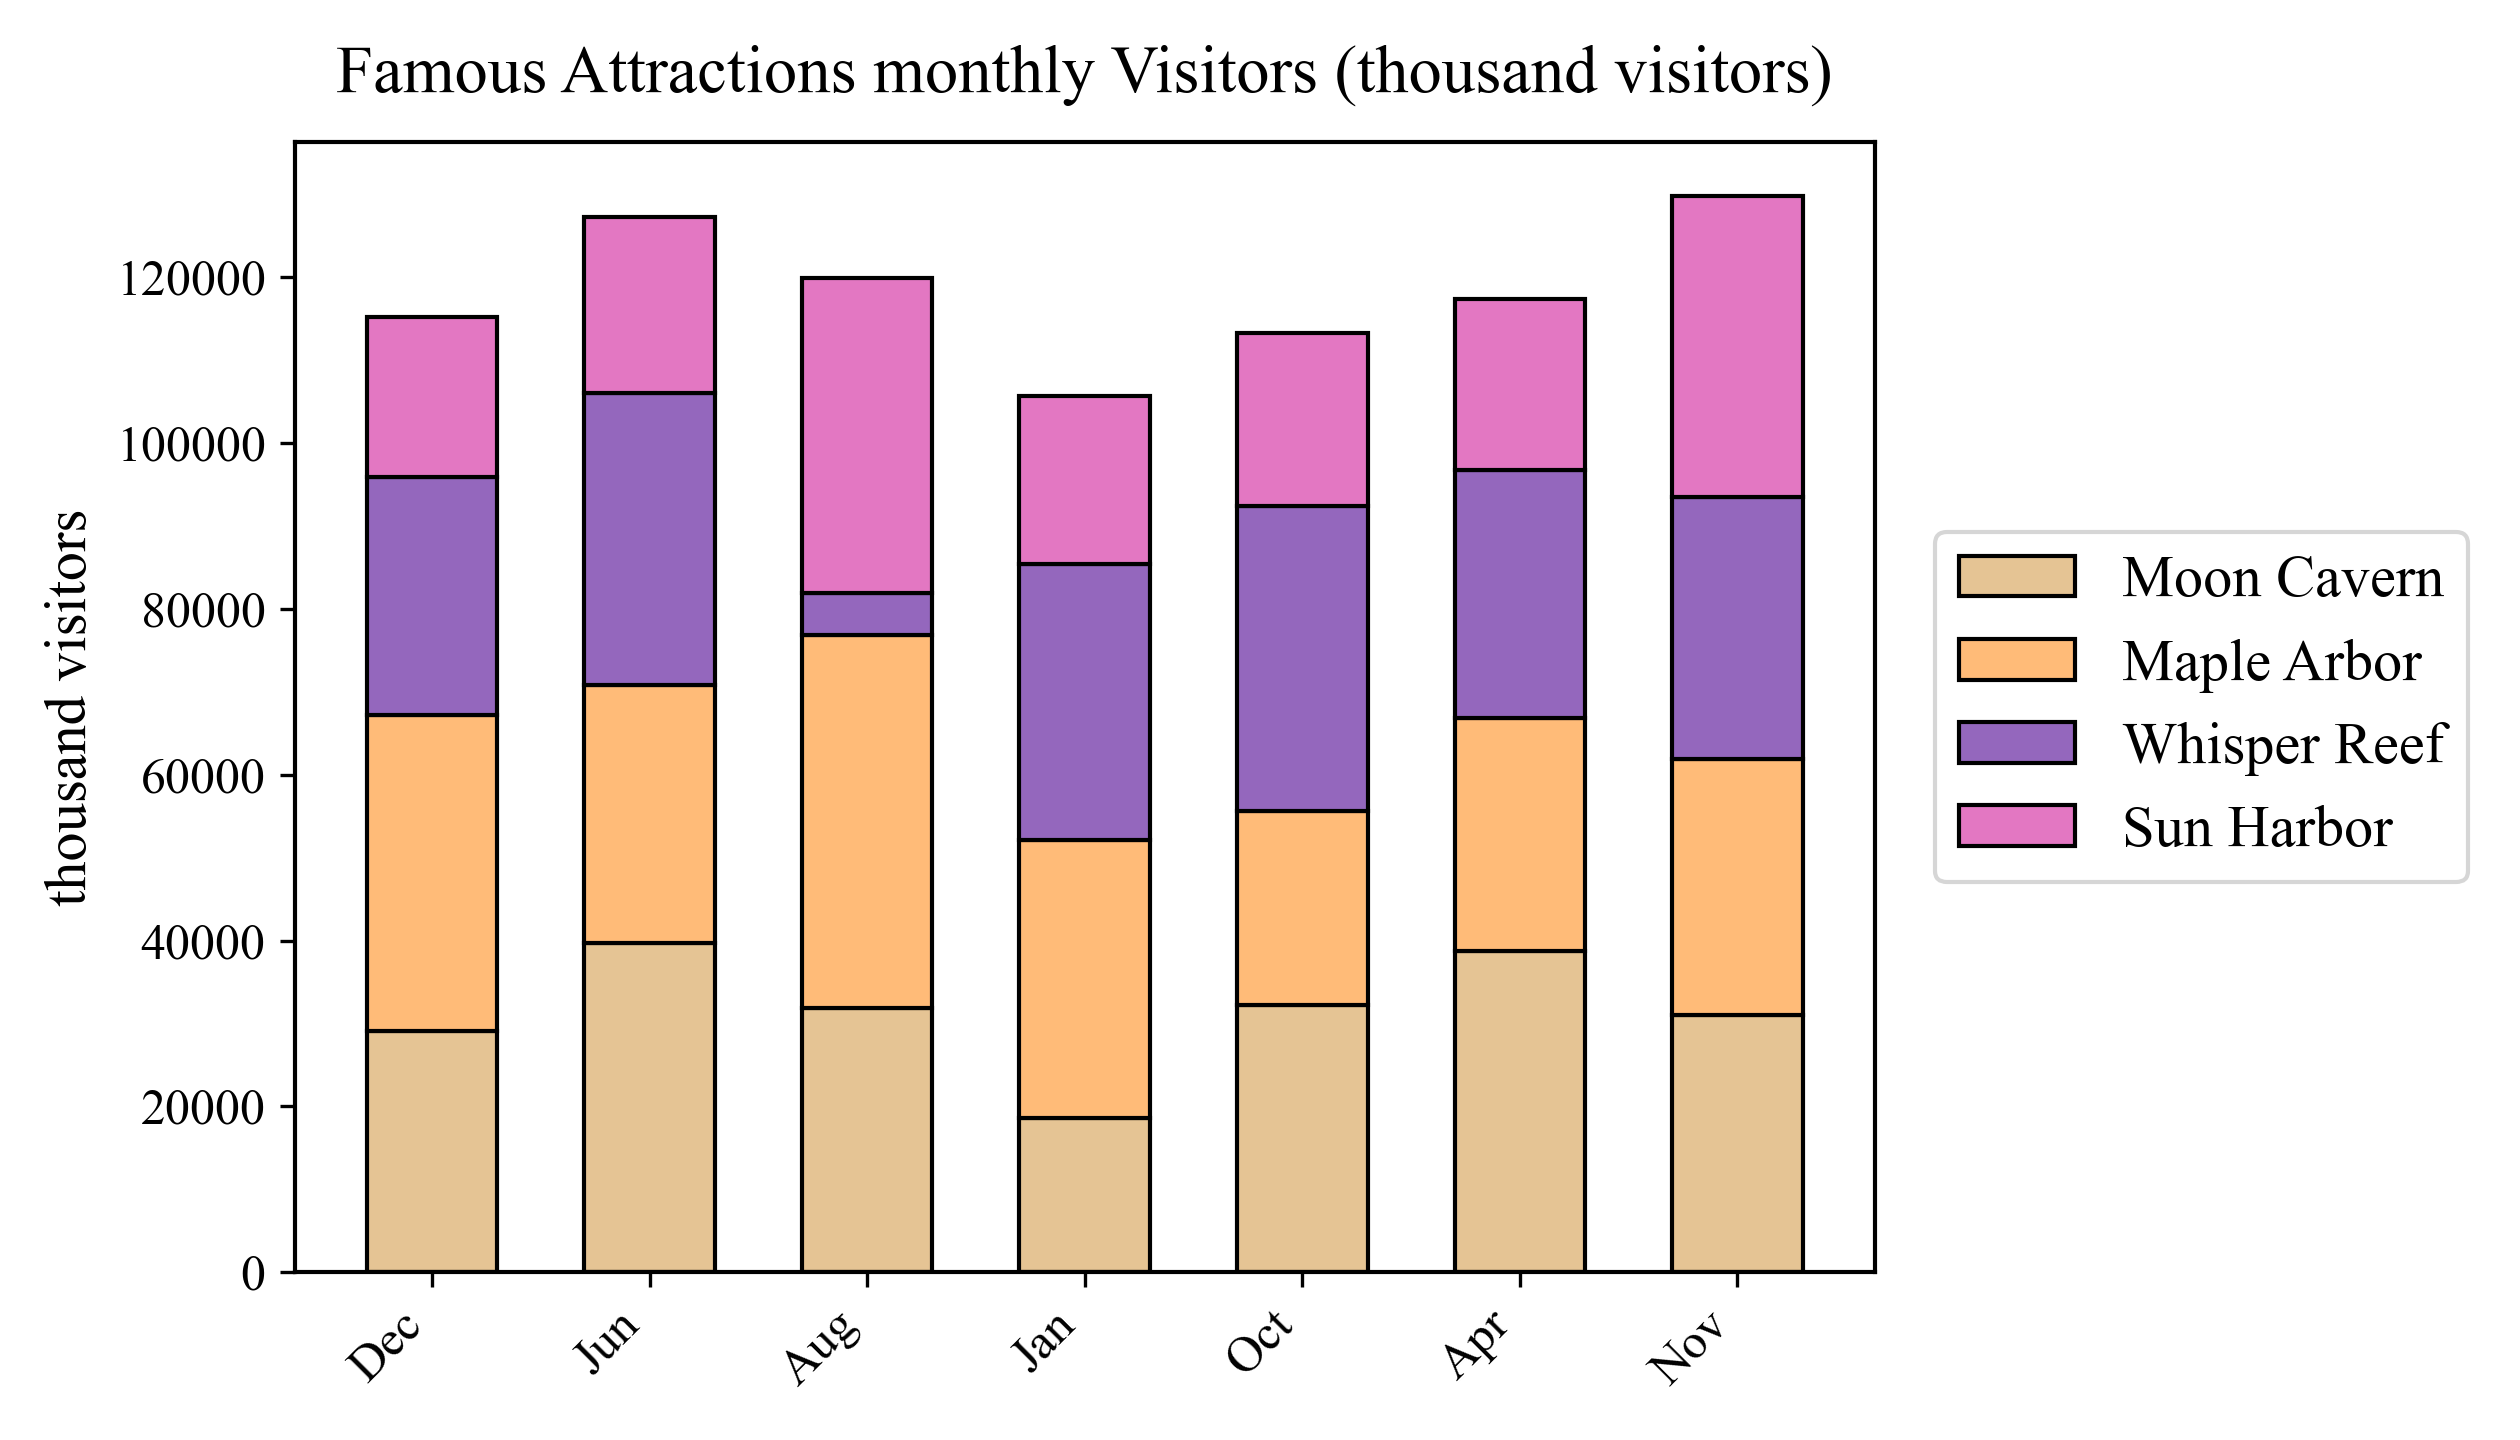 Famous Attractions monthly Visitors (thousand visitors)
thousand visitors
120000
100000
80000
60000
40000
20000
0
Dec
Jun
Aug
Jan
Oct
Apr
Nov
Moon Cavern
Maple Arbor
Whisper Reef
Sun Harbor